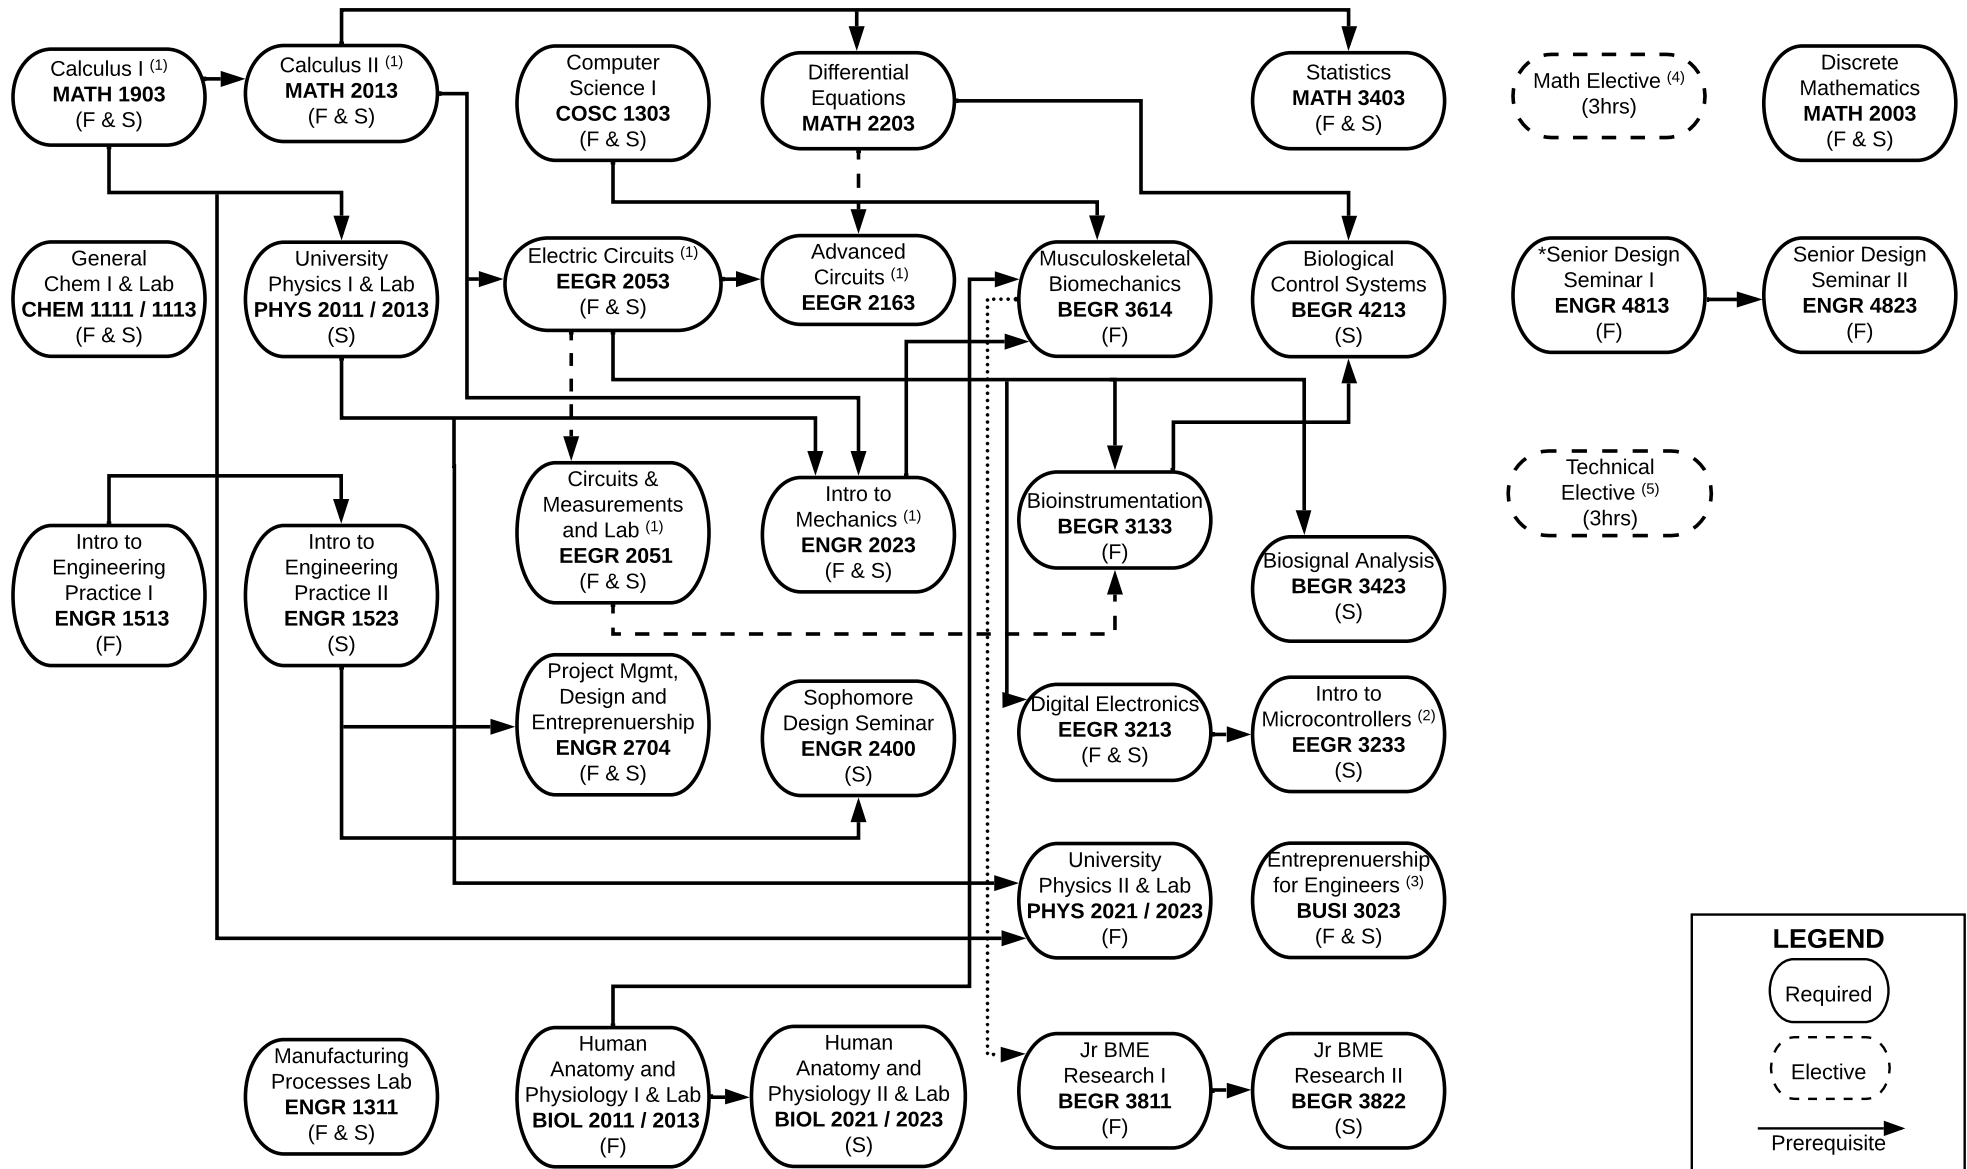 Calculus I (1)
MATH 1903
(F & S)
Calculus II (1)
MATH 2013
(F & S)
Computer
Science I
COSC 1303
(F & S)
Differential
Equations
MATH 2203
Statistics
MATH 3403
(F & S)
Math Elective (4)
(3hrs)
Discrete
Mathematics
MATH 2003
(F & S)
General
Chem I & Lab
CHEM 1111 / 1113
(F & S)
University
Physics I & Lab
PHYS 2011 / 2013
(S)
Electric Circuits (1)
EEGR 2053
(F & S)
Advanced
Circuits (1)
EEGR 2163
Musculoskeletal
Biomechanics
BEGR 3614
(F)
Biological
Control Systems
BEGR 4213
(S)
*Senior Design
Seminar I
ENGR 4813
(F)
Senior Design
Seminar II
ENGR 4823
(F)
Intro to
Engineering
Practice I
ENGR 1513
(F)
Intro to
Engineering
Practice II
ENGR 1523
(S)
Circuits &
Measurements
and Lab (1)
EEGR 2051
(F & S)
Intro to
Mechanics (1)
ENGR 2023
(F & S)
Bioinstrumentation
BEGR 3133
(F)
Biosignal Analysis
BEGR 3423
(S)
Technical
Elective (5)
(3hrs)
Project Mgmt,
Design and
Entreprenuership
ENGR 2704
(F & S)
Sophomore
Design Seminar
ENGR 2400
(S)
Digital Electronics
EEGR 3213
(F & S)
Intro to
Microcontrollers (2)
EEGR 3233
(S)
University
Physics II & Lab
PHYS 2021 / 2023
(F)
Entreprenuership
for Engineers (3)
BUSI 3023
(F & S)
Manufacturing
Processes Lab
ENGR 1311
(F & S)
Human
Anatomy and
Physiology I & Lab
BIOL 2011 / 2013
(F)
Human
Anatomy and
Physiology II & Lab
BIOL 2021 / 2023
(S)
Jr BME
Research I
BEGR 3811
(F)
Jr BME
Research II
BEGR 3822
(S)
LEGEND
Required
Elective
Prerequisite